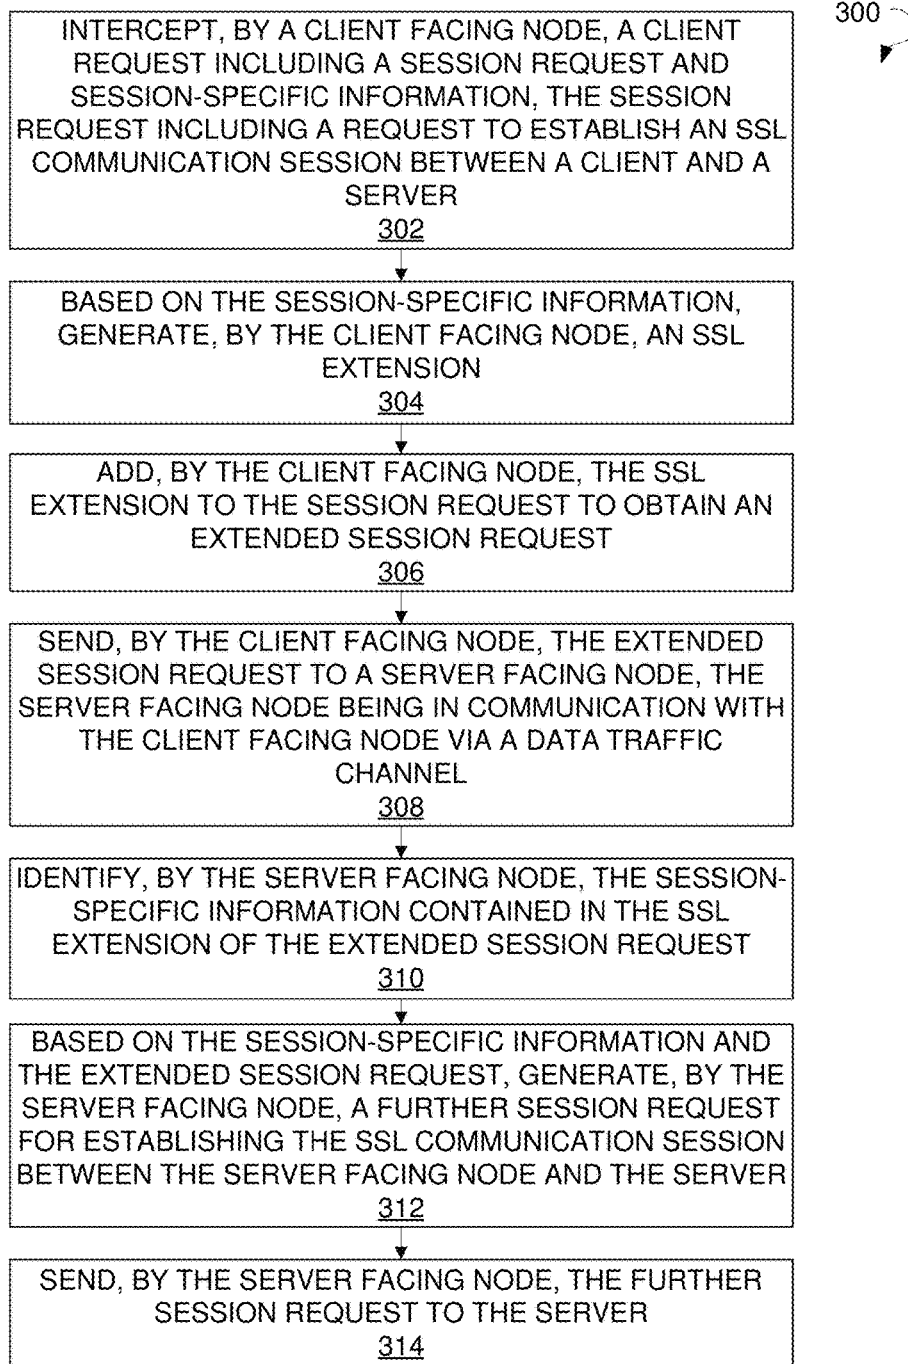 300
INTERCEPT, BY A CLIENT FACING NODE, A CLIENT
REQUEST INCLUDING A SESSION REQUEST AND
SESSION-SPECIFIC INFORMATION, THE SESSION
REQUEST INCLUDING A REQUEST TO ESTABLISH AN SSL
COMMUNICATION SESSION BETWEEN A CLIENT AND A
SERVER
302
BASED ON THE SESSION-SPECIFIC INFORMATION,
GENERATE, BY THE CLIENT FACING NODE, AN SSL
EXTENSION
304
ADD, BY THE CLIENT FACING NODE, THE SSL
EXTENSION TO THE SESSION REQUEST TO OBTAIN AN
EXTENDED SESSION REQUEST
306
SEND, BY THE CLIENT FACING NODE, THE EXTENDED
SESSION REQUEST TO A SERVER FACING NODE, THE
SERVER FACING NODE BEING IN COMMUNICATION WITH
THE CLIENT FACING NODE VIA A DATA TRAFFIC
CHANNEL
308
IDENTIFY, BY THE SERVER FACING NODE, THE SESSION-
SPECIFIC INFORMATION CONTAINED IN THE SSL
EXTENSION OF THE EXTENDED SESSION REQUEST
310
BASED ON THE SESSION-SPECIFIC INFORMATION AND
THE EXTENDED SESSION REQUEST, GENERATE, BY THE
SERVER FACING NODE, A FURTHER SESSION REQUEST
FOR ESTABLISHING THE SSL COMMUNICATION SESSION
BETWEEN THE SERVER FACING NODE AND THE SERVER
312
SEND, BY THE SERVER FACING NODE, THE FURTHER
SESSION REQUEST TO THE SERVER
314